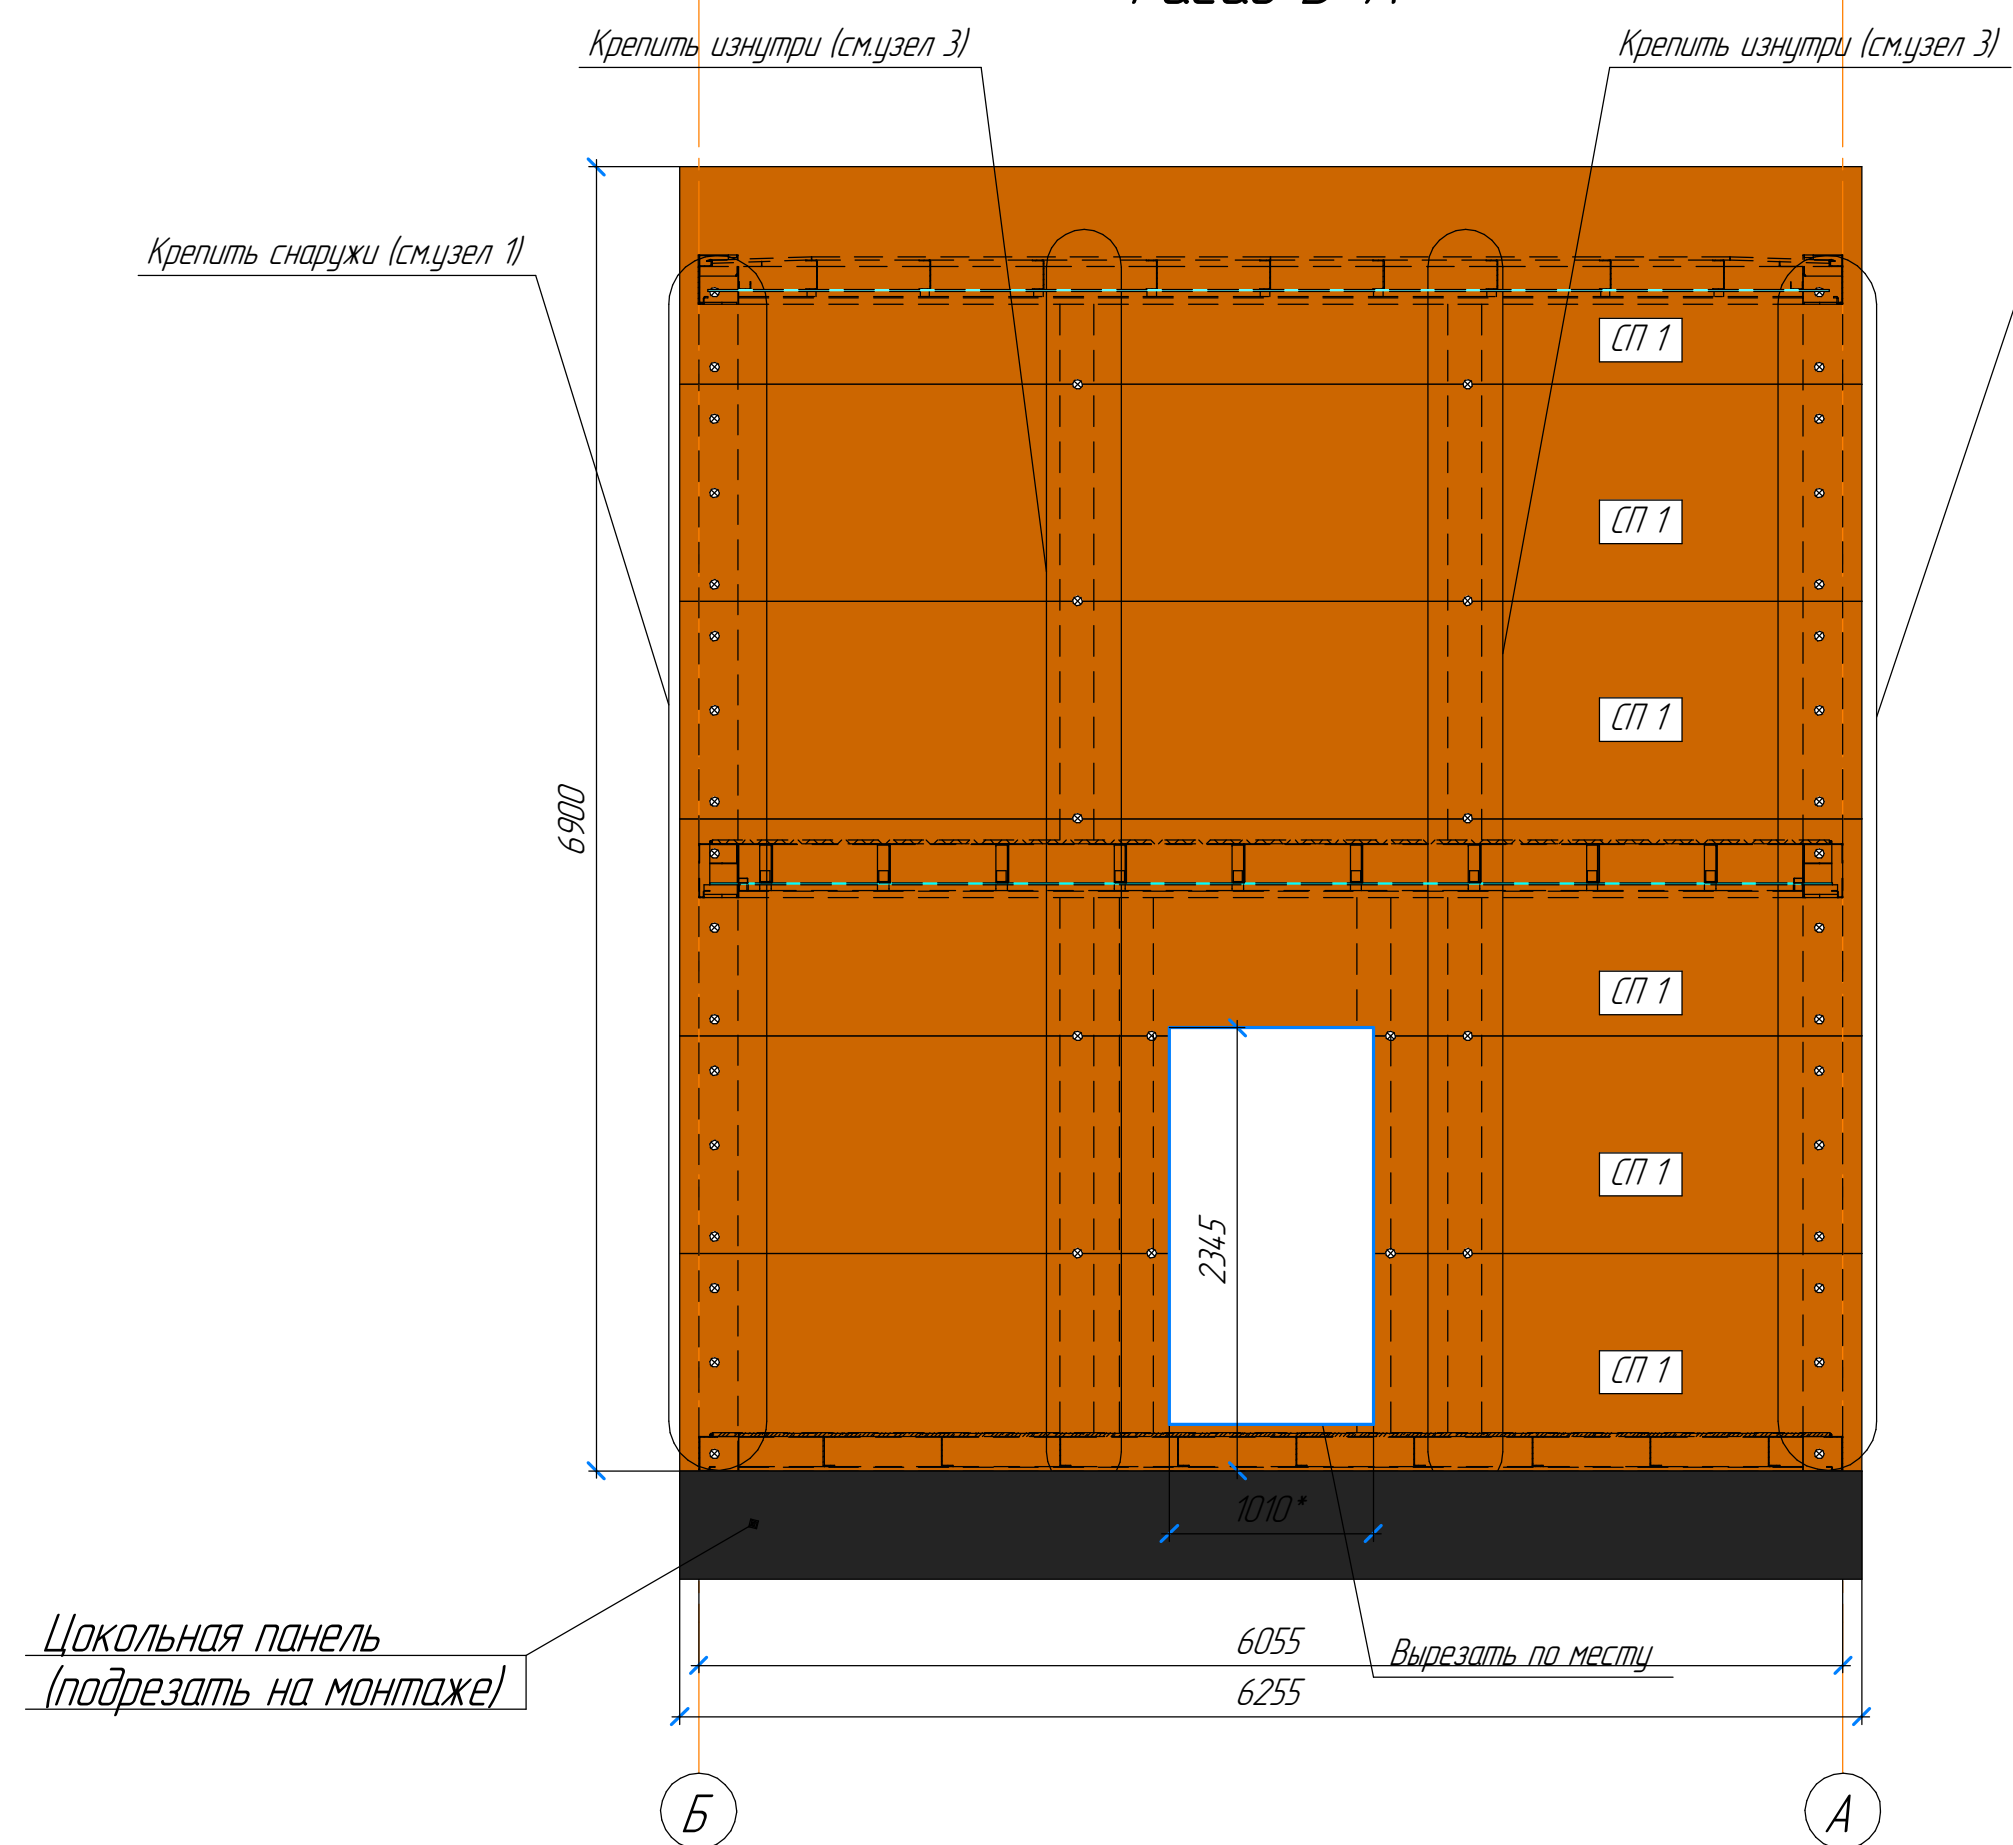 Крепить изнутри (см.узел 3)
Крепить изнутри (см.узел 3)
Крепить снаружи (см.узел 1)
СП 1
СП 1
СП 1
6900
СП 1
СП 1
2345
СП 1
1010*
Цокольная панель
(подрезать на монтаже)
6055
Вырезать по месту
6255
Б
А